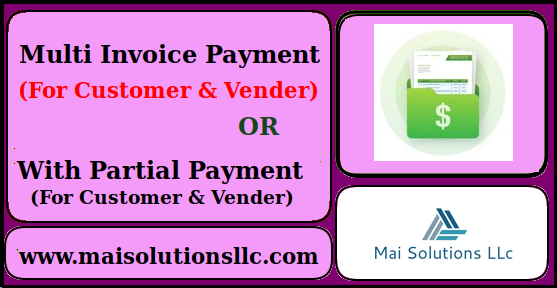 Multi Invoice Payment
(For Customer & Vender)
OR
With Partial Payment
(For Customer & Vender)
www.maisolutionsllc.com
$
Mai Solutions LLc